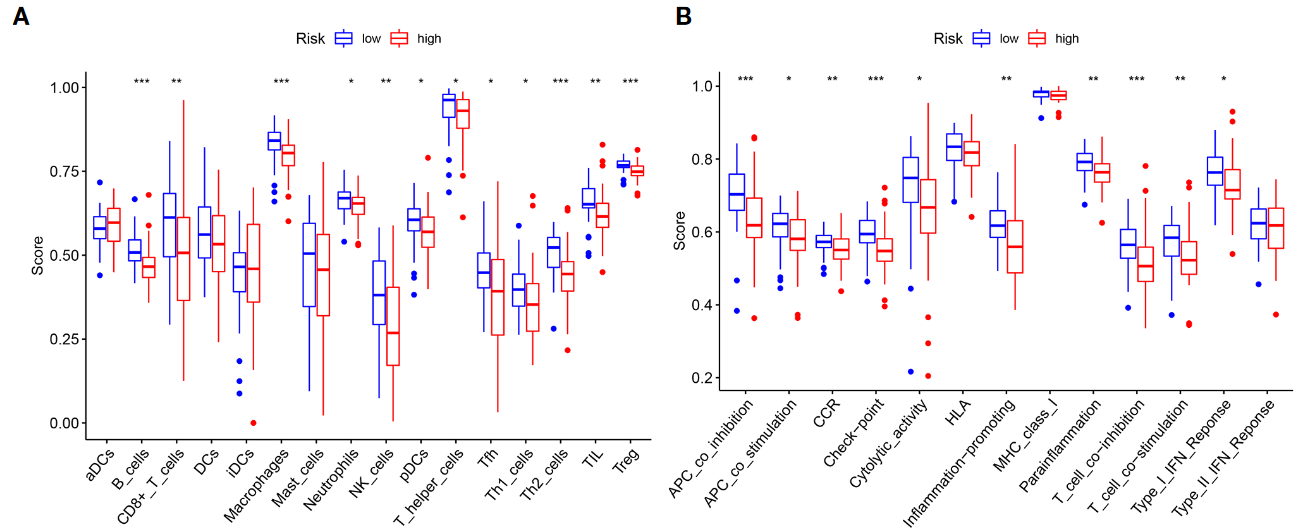 A
Risk low high
*** ** *** * ** * * * * *** ** ***
Score
1.00
0.75
0.50
0.25
0.00
aDCs
B_cells
CD8+_T_cells
DCs
iDCs
Macrophages
Mast_cells
Neutrophils
NK_cells
pDCs
T_helper_cells
Tfh
Th1_cells
Th2_cells
TIL
Treg
B
Risk low high
*** * ** *** * ** ** *** ** *
Score
1.0
0.8
0.6
0.4
0.2
APC_co_inhibition
APC_co_stimulation
CCR
Check-point
Cytolytic_activity
HLA
Inflammation-promoting
MHC_class_I
Parainflammation
T_cell_co-inhibition
T_cell_co-stimulation
Type_I_IFN_Reponse
Type_II_IFN_Reponse